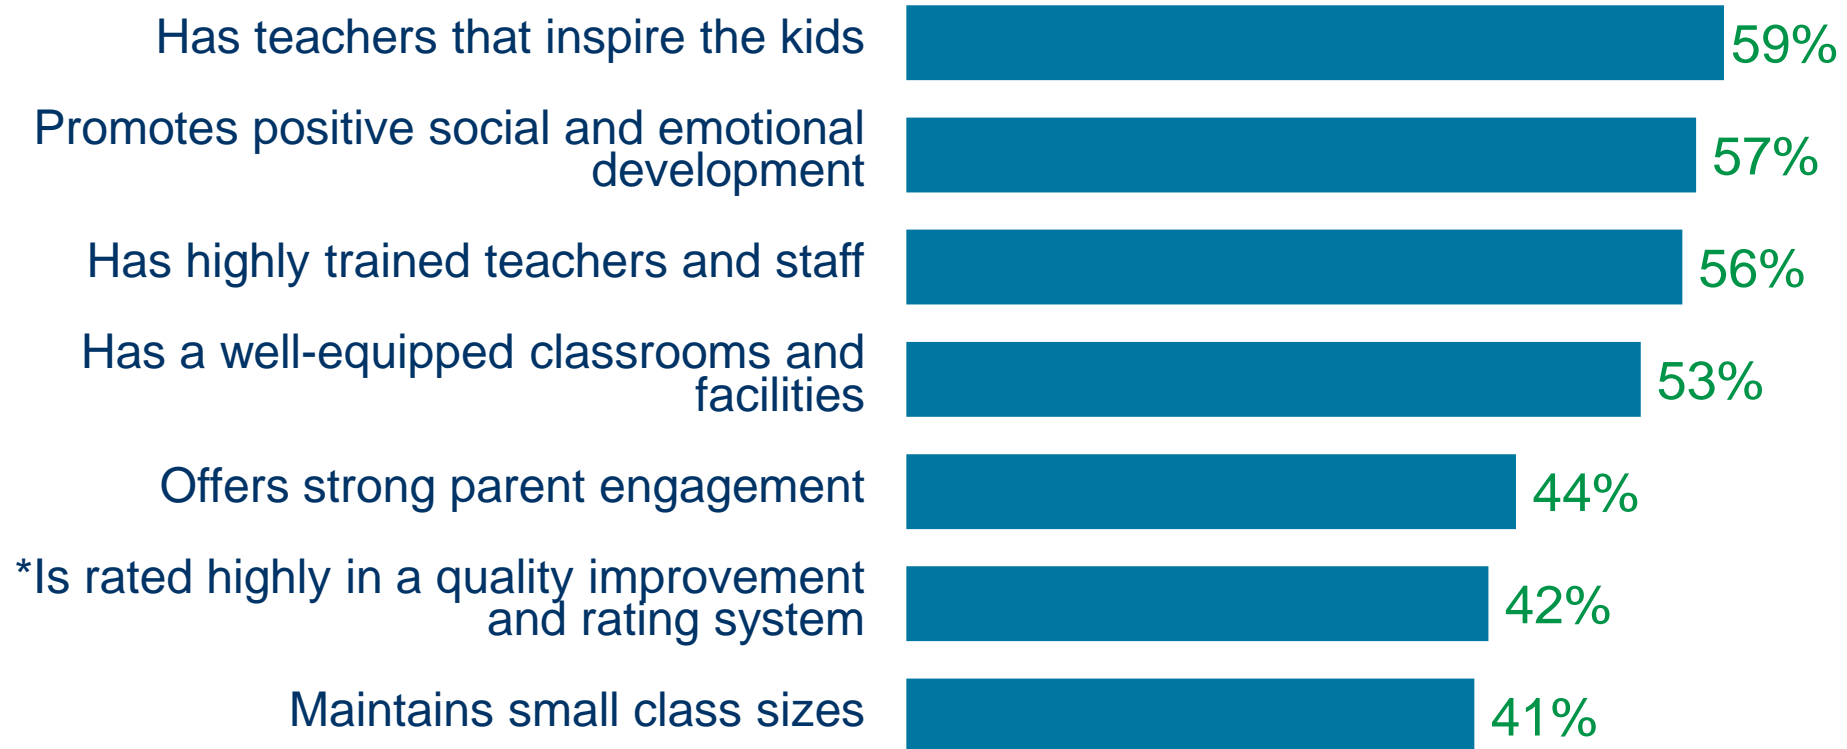 Has teachers that inspire the kids
59%
Promotes positive social and emotional
development
57%
Has highly trained teachers and staff
56%
Has a well-equipped classrooms and
facilities
53%
Offers strong parent engagement
44%
*Is rated highly in a quality improvement
and rating system
42%
Maintains small class sizes
41%